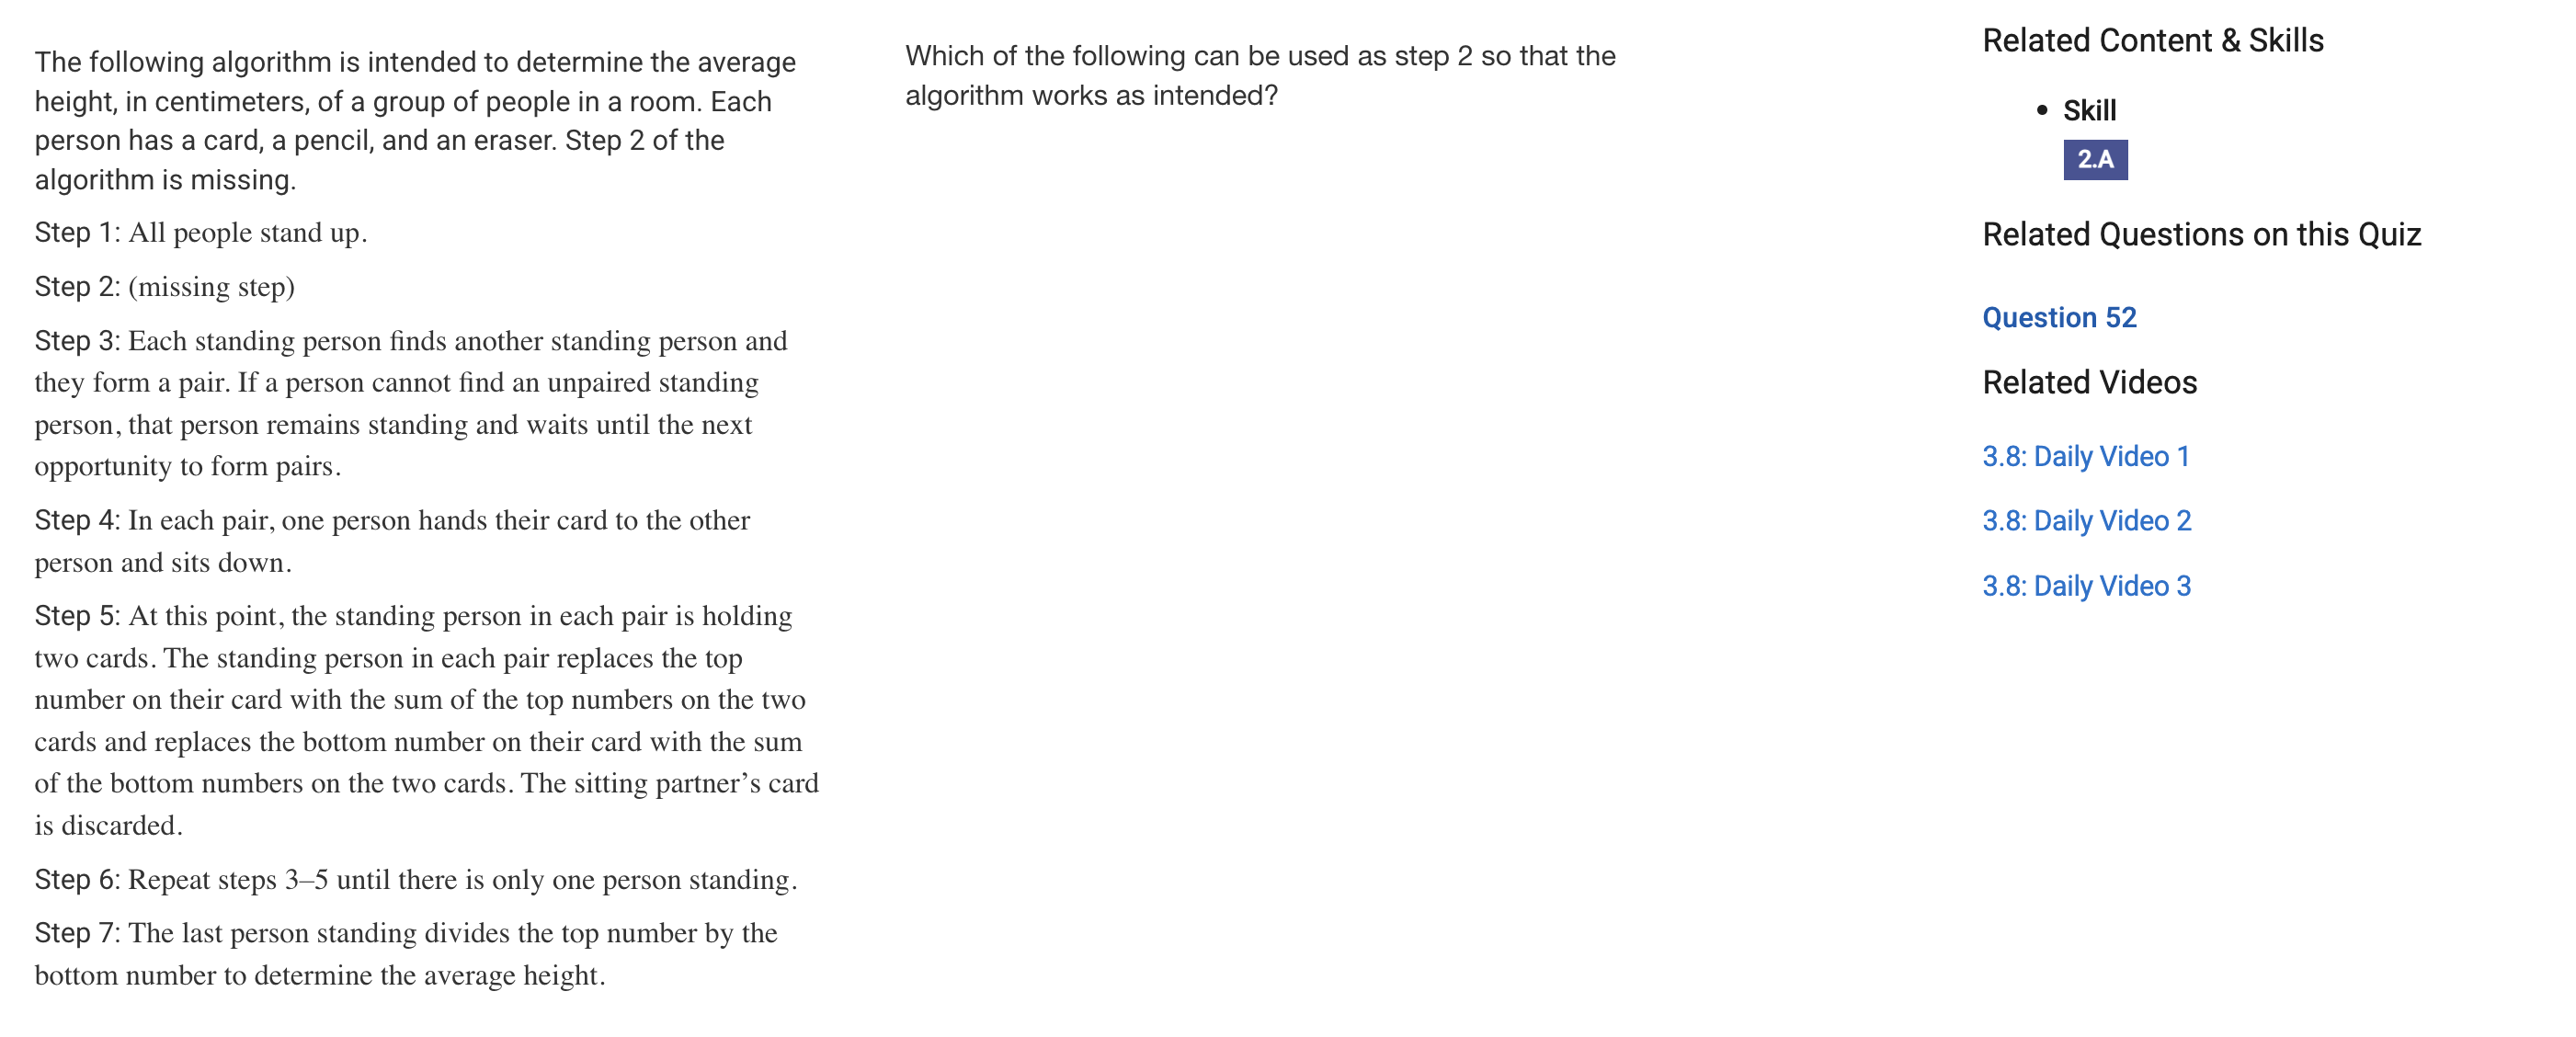 The following algorithm is intended to determine the average
height, in centimeters, of a group of people in a room. Each
person has a card, a pencil, and an eraser. Step 2 of the
algorithm is missing.
Step 1: All people stand up.
Step 2: (missing step)
Step 3: Each standing person finds another standing person and
they form a pair. If a person cannot find an unpaired standing
person, that person remains standing and waits until the next
opportunity to form pairs.
Step 4: In each pair, one person hands their card to the other
person and sits down.
Step 5: At this point, the standing person in each pair is holding
two cards. The standing person in each pair replaces the top
number on their card with the sum of the top numbers on the two
cards and replaces the bottom number on their card with the sum
of the bottom numbers on the two cards. The sitting partner’s card
is discarded.
Step 6: Repeat steps 3–5 until there is only one person standing.
Step 7: The last person standing divides the top number by the
bottom number to determine the average height.
Which of the following can be used as step 2 so that the
algorithm works as intended?
Related Content & Skills
• Skill
2.A
Related Questions on this Quiz
Question 52
Related Videos
3.8: Daily Video 1
3.8: Daily Video 2
3.8: Daily Video 3